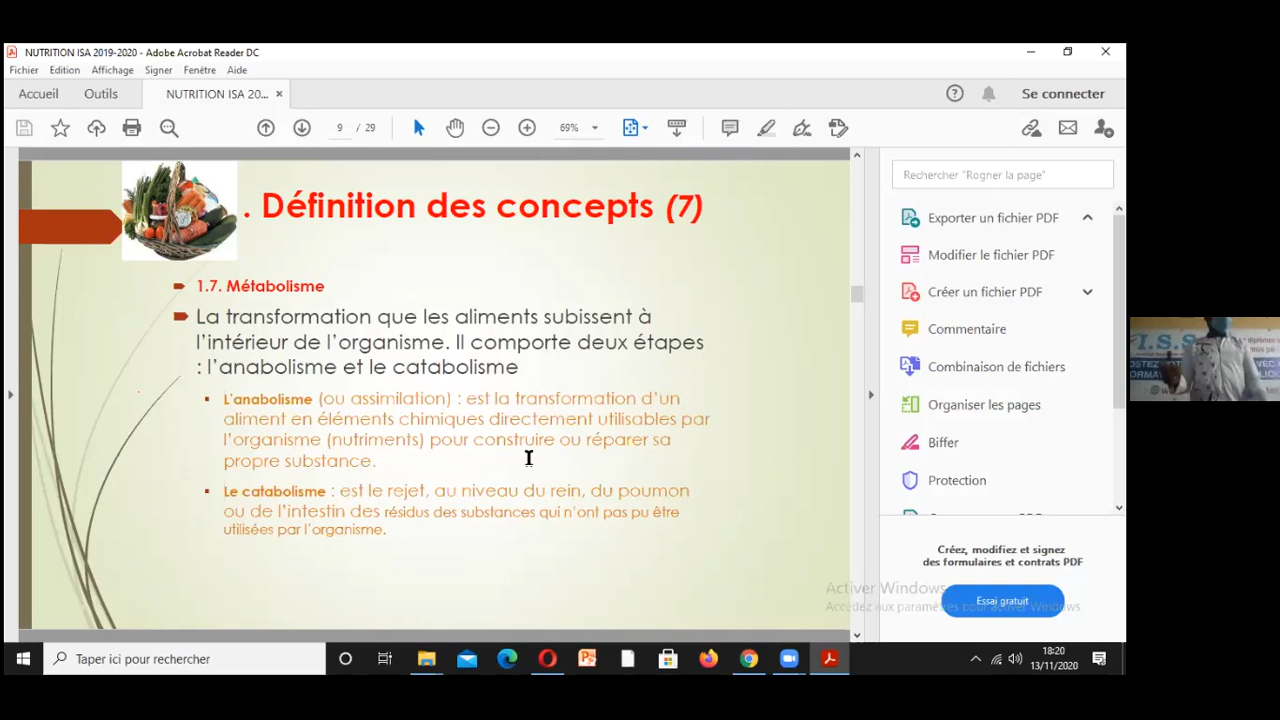 NUTRITION ISA 2019-2020 - Adobe Acrobat Reader DC
Fichier Edition Affichage Signer Fenêtre Aide
Accueil Outils NUTRITION ISA 20... × Se connecter
9 / 29 69%
. Définition des concepts (7)
1.7. Métabolisme
La transformation que les aliments subissent à
l'intérieur de l'organisme. Il comporte deux étapes
: l'anabolisme et le catabolisme
L'anabolisme (ou assimilation) : est la transformation d'un
aliment en éléments chimiques directement utilisables par
l'organisme (nutriments) pour construire ou réparer sa
propre substance.
Le catabolisme : est le rejet, au niveau du rein, du poumon
ou de l'intestin des résidus des substances qui n'ont pas pu être
utilisées par l'organisme.
Rechercher "Rogner la page"
Exporter un fichier PDF
Modifier le fichier PDF
Créer un fichier PDF
Commentaire
Combinaison de fichiers
Organiser les pages
Biffer
Protection
Créez, modifiez et signez
des formulaires et contrats PDF
Essai gratuit
Activer Windows
Accédez aux paramètres pour activer Windows.
I.S.S
Taper ici pour rechercher
18:20
13/11/2020